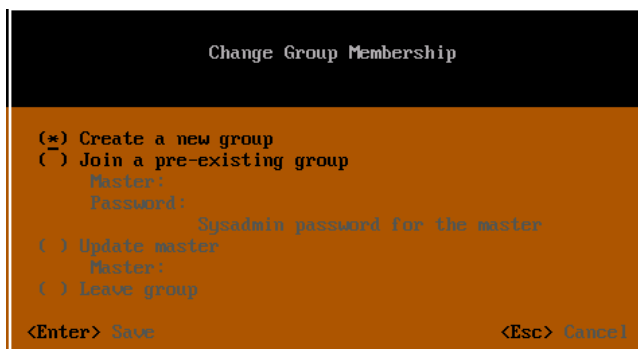 Change Group Membership
(*) Create a new group
( ) Join a pre-existing group
Master:
Password:
Sysadmin password for the master
( ) Update master
Master:
( ) Leave group
<Enter> Save <Esc> Cancel